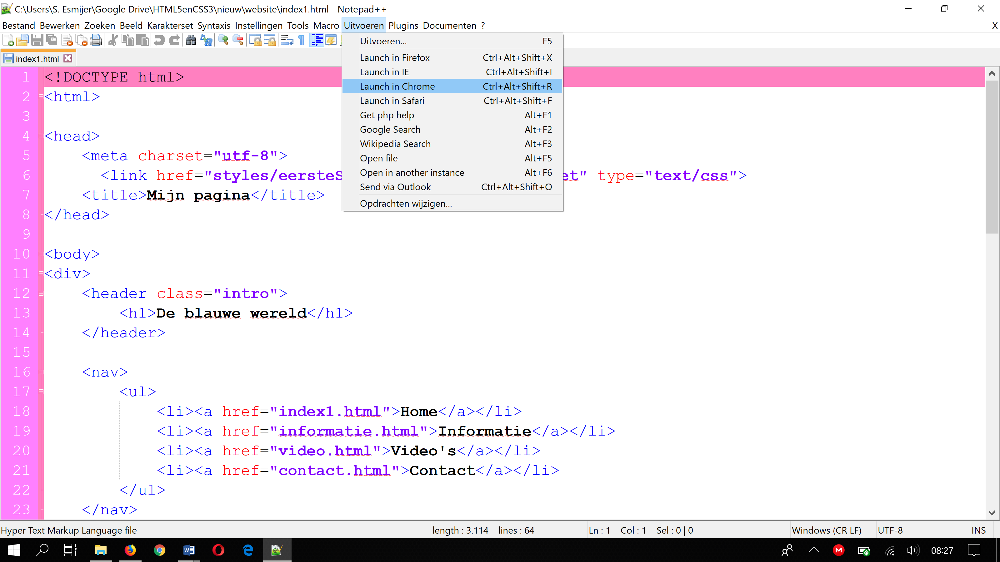 C:\Users\S. Esmijer\Google Drive\HTML5enCSS3\nieuw\website\index1.html - Notepad++
Bestand Bewerken Zoeken Beeld Karakterset Syntaxis Instellingen Tools Macro Uitvoeren Plugins Documenten ? X
index1.html
Uitvoeren... F5
Launch in Firefox Ctrl+Alt+Shift+X
Launch in IE Ctrl+Alt+Shift+I
Launch in Chrome Ctrl+Alt+Shift+R
Launch in Safari Ctrl+Alt+Shift+F
Get php help Alt+F1
Google Search Alt+F2
Wikipedia Search Alt+F3
Open file Alt+F5
Open in another instance Alt+F6
Send via Outlook Ctrl+Alt+Shift+O
Opdrachten wijzigen...
1 <!DOCTYPE html>
2 <html>
3
4 <head>
5 <meta charset="utf-8">
6 <link href="styles/eersteS et" type="text/css">
7 <title>Mijn pagina</title>
8 </head>
9
10 <body>
11 <div>
12 <header class="intro">
13 <h1>De blauwe wereld</h1>
14 </header>
15
16 <nav>
17 <ul>
18 <li><a href="index1.html">Home</a></li>
19 <li><a href="informatie.html">Informatie</a></li>
20 <li><a href="video.html">Video's</a></li>
21 <li><a href="contact.html">Contact</a></li>
22 </ul>
23 </nav>
Hyper Text Markup Language file length : 3.114 lines : 64 Ln : 1 Col : 1 Sel : 0 | 0 Windows (CR LF) UTF-8 INS
08:27